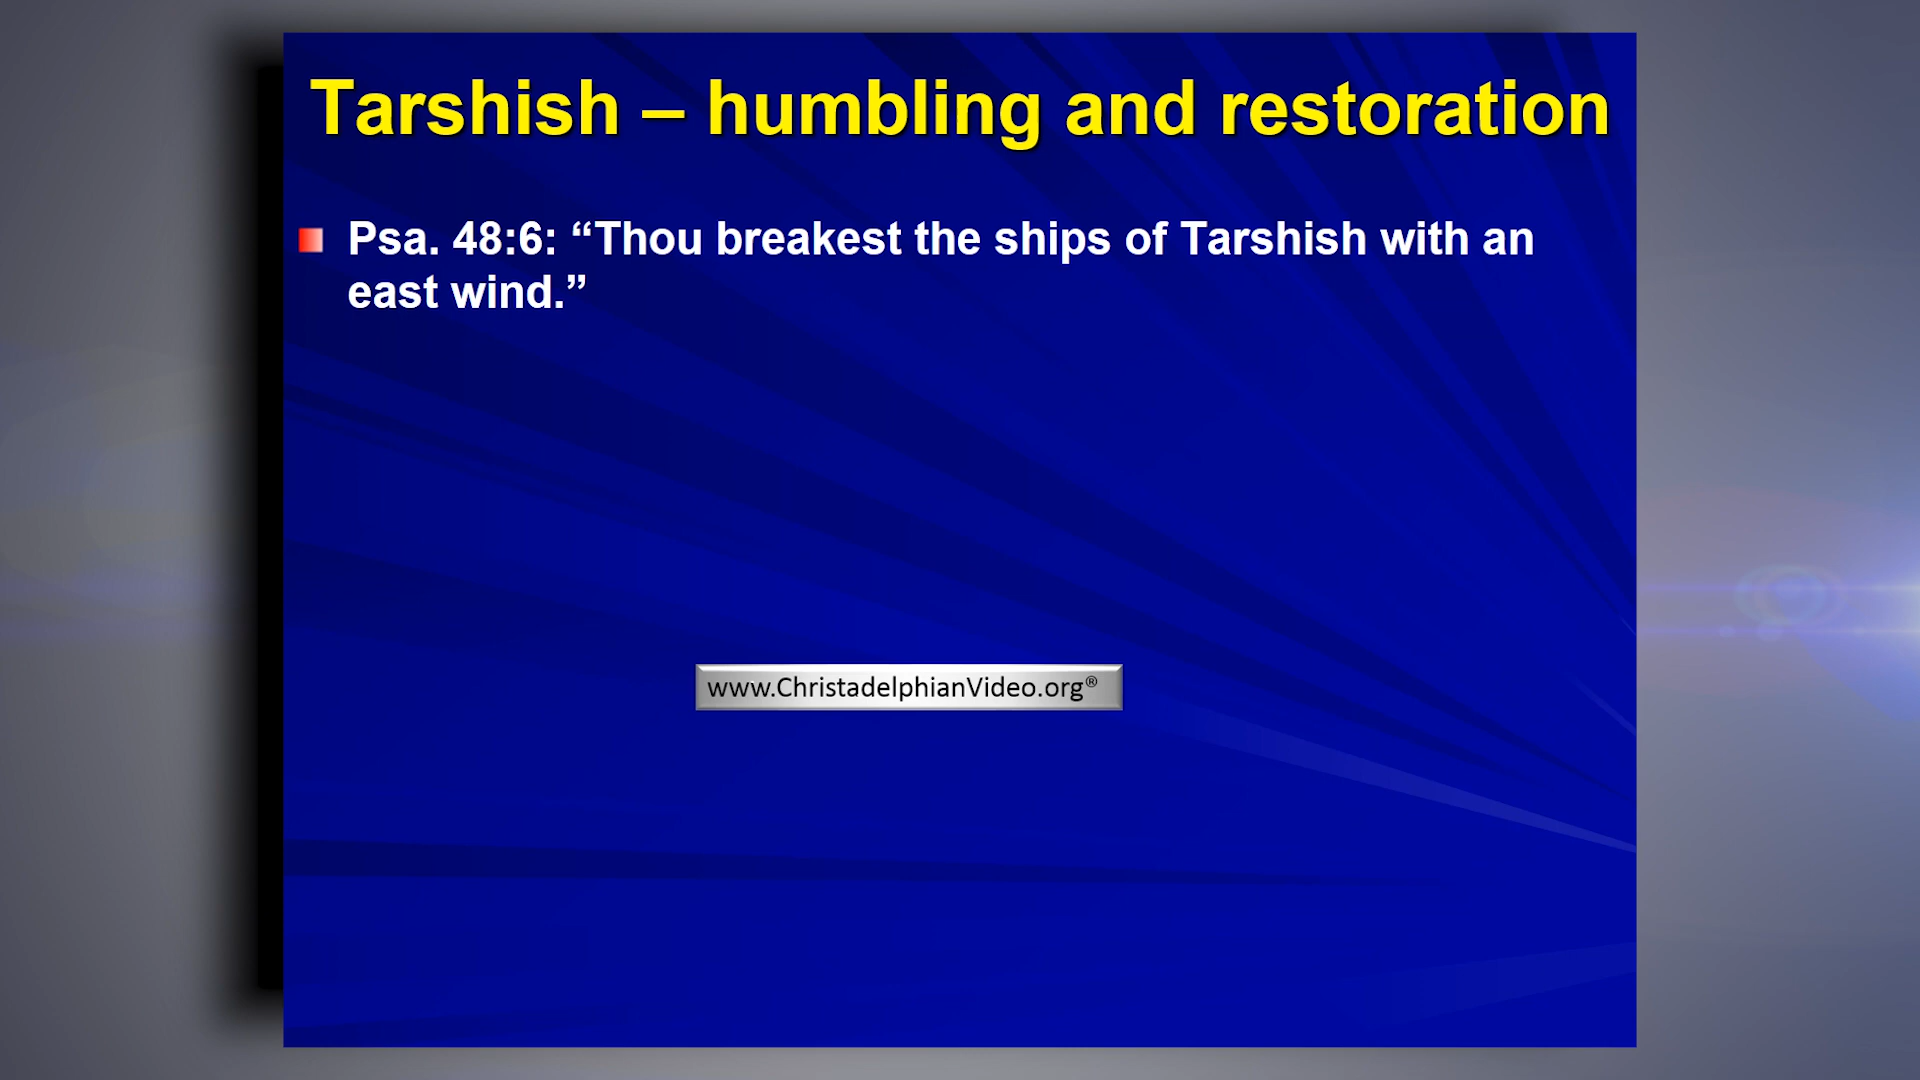 Tarshish – humbling and restoration
Psa. 48:6: “Thou breakest the ships of Tarshish with an
east wind.”
www.ChristadelphianVideo.org®